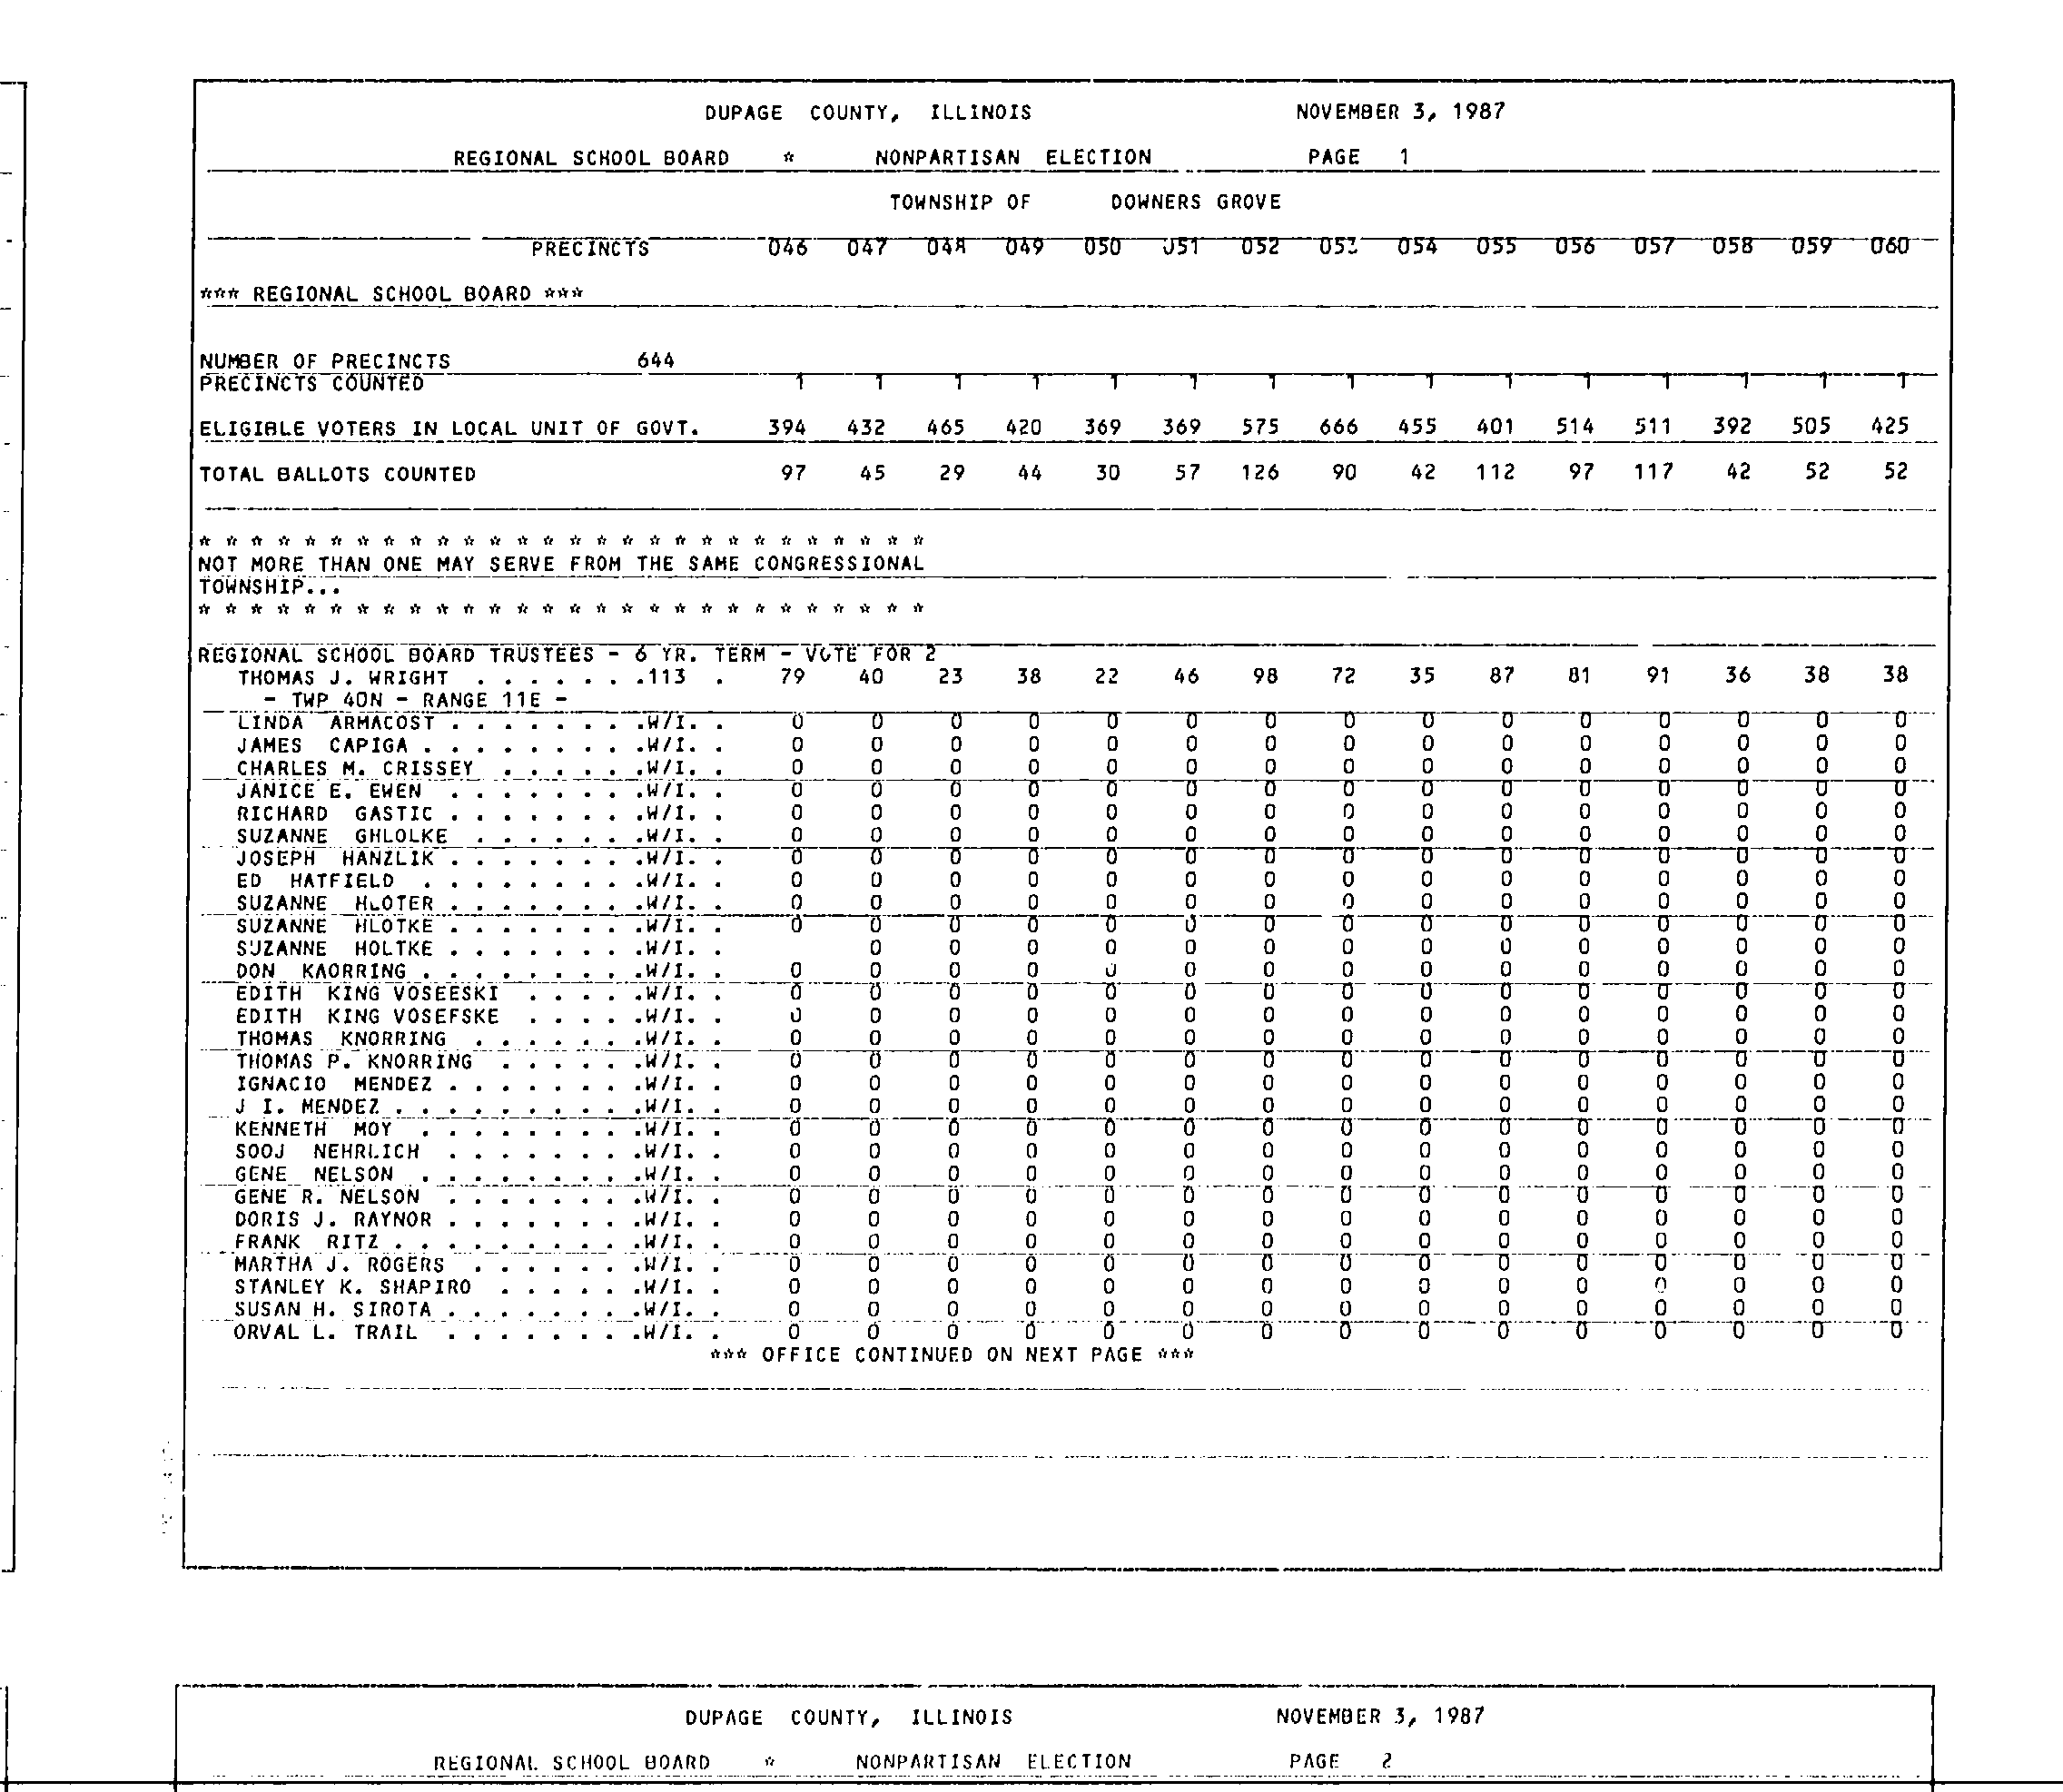 DUPAGE COUNTY, ILLINOIS NOVEMBER 3, 1987
REGIONAL SCHOOL BOARD * NONPARTISAN ELECTION PAGE 1
TOWNSHIP OF DOWNERS GROVE
PRECINCTS 046 047 048 049 050 051 052 053 054 055 056 057 058 059 060
*** REGIONAL SCHOOL BOARD ***
NUMBER OF PRECINCTS 644
PRECINCTS COUNTED 1 1 1 1 1 1 1 1 1 1 1 1 1 1 1
ELIGIBLE VOTERS IN LOCAL UNIT OF GOVT. 394 432 465 420 369 369 575 666 455 401 514 511 392 505 425
TOTAL BALLOTS COUNTED 97 45 29 44 30 57 126 90 42 112 97 117 42 52 52
* * * * * * * * * * * * * * * * * * * * * * * * * * * *
NOT MORE THAN ONE MAY SERVE FROM THE SAME CONGRESSIONAL
TOWNSHIP...
* * * * * * * * * * * * * * * * * * * * * * * * * * * *
REGIONAL SCHOOL BOARD TRUSTEES - 6 YR. TERM - VOTE FOR 2
THOMAS J. WRIGHT . . . . . . .113 . 79 40 23 38 22 46 98 72 35 87 81 91 36 38 38
- TWP 40N - RANGE 11E -
LINDA ARMACOST . . . . . . . .W/I. . 0 0 0 0 0 0 0 0 0 0 0 0 0 0 0
JAMES CAPIGA . . . . . . . . .W/I. . 0 0 0 0 0 0 0 0 0 0 0 0 0 0 0
CHARLES M. CRISSEY . . . . . .W/I. . 0 0 0 0 0 0 0 0 0 0 0 0 0 0 0
JANICE E. EWEN . . . . . . . .W/I. . 0 0 0 0 0 0 0 0 0 0 0 0 0 0 0
RICHARD GASTIC . . . . . . . .W/I. . 0 0 0 0 0 0 0 0 0 0 0 0 0 0 0
SUZANNE GHLOLKE . . . . . . .W/I. . 0 0 0 0 0 0 0 0 0 0 0 0 0 0 0
JOSEPH HANZLIK . . . . . . . .W/I. . 0 0 0 0 0 0 0 0 0 0 0 0 0 0 0
ED HATFIELD . . . . . . . . .W/I. . 0 0 0 0 0 0 0 0 0 0 0 0 0 0 0
SUZANNE HLOTER . . . . . . . .W/I. . 0 0 0 0 0 0 0 0 0 0 0 0 0 0 0
SUZANNE HLOTKE . . . . . . . .W/I. . 0 0 0 0 0 0 0 0 0 0 0 0 0 0 0
SUZANNE HOLTKE . . . . . . . .W/I. . 0 0 0 0 0 0 0 0 0 0 0 0 0 0
DON KAORRING . . . . . . . . .W/I. . 0 0 0 0 0 0 0 0 0 0 0 0 0 0 0
EDITH KING VOSEESKI . . . . .W/I. . 0 0 0 0 0 0 0 0 0 0 0 0 0 0 0
EDITH KING VOSEFSKE . . . . .W/I. . 0 0 0 0 0 0 0 0 0 0 0 0 0 0 0
THOMAS KNORRING . . . . . . .W/I. . 0 0 0 0 0 0 0 0 0 0 0 0 0 0 0
THOMAS P. KNORRING . . . . . .W/I. . 0 0 0 0 0 0 0 0 0 0 0 0 0 0 0
IGNACIO MENDEZ . . . . . . . .W/I. . 0 0 0 0 0 0 0 0 0 0 0 0 0 0 0
J I. MENDEZ . . . . . . . . . .W/I. . 0 0 0 0 0 0 0 0 0 0 0 0 0 0 0
KENNETH MOY . . . . . . . . .W/I. . 0 0 0 0 0 0 0 0 0 0 0 0 0 0 0
SOOJ NEHRLICH . . . . . . . .W/I. . 0 0 0 0 0 0 0 0 0 0 0 0 0 0 0
GENE NELSON . . . . . . . . .W/I. . 0 0 0 0 0 0 0 0 0 0 0 0 0 0 0
GENE R. NELSON . . . . . . . .W/I. . 0 0 0 0 0 0 0 0 0 0 0 0 0 0 0
DORIS J. RAYNOR . . . . . . . .W/I. . 0 0 0 0 0 0 0 0 0 0 0 0 0 0 0
FRANK RITZ . . . . . . . . . .W/I. . 0 0 0 0 0 0 0 0 0 0 0 0 0 0 0
MARTHA J. ROGERS . . . . . . .W/I. . 0 0 0 0 0 0 0 0 0 0 0 0 0 0 0
STANLEY K. SHAPIRO . . . . . .W/I. . 0 0 0 0 0 0 0 0 0 0 0 0 0 0 0
SUSAN H. SIROTA . . . . . . . .W/I. . 0 0 0 0 0 0 0 0 0 0 0 0 0 0 0
ORVAL L. TRAIL . . . . . . . .W/I. . 0 0 0 0 0 0 0 0 0 0 0 0 0 0 0
*** OFFICE CONTINUED ON NEXT PAGE ***
DUPAGE COUNTY, ILLINOIS NOVEMBER 3, 1987
REGIONAL SCHOOL BOARD * NONPARTISAN ELECTION PAGE 2